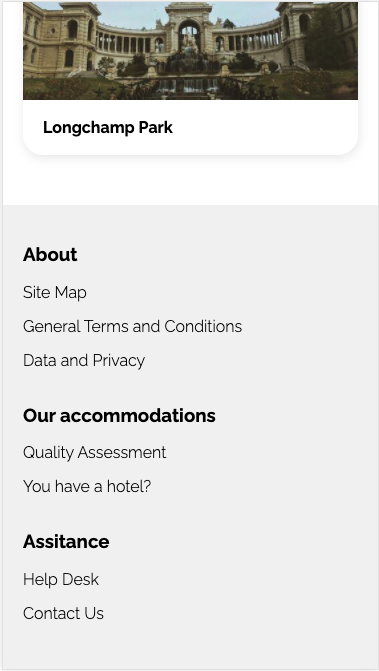 Longchamp Park
About
Site Map
General Terms and Conditions
Data and Privacy
Our accommodations
Quality Assessment
You have a hotel?
Assitance
Help Desk
Contact Us